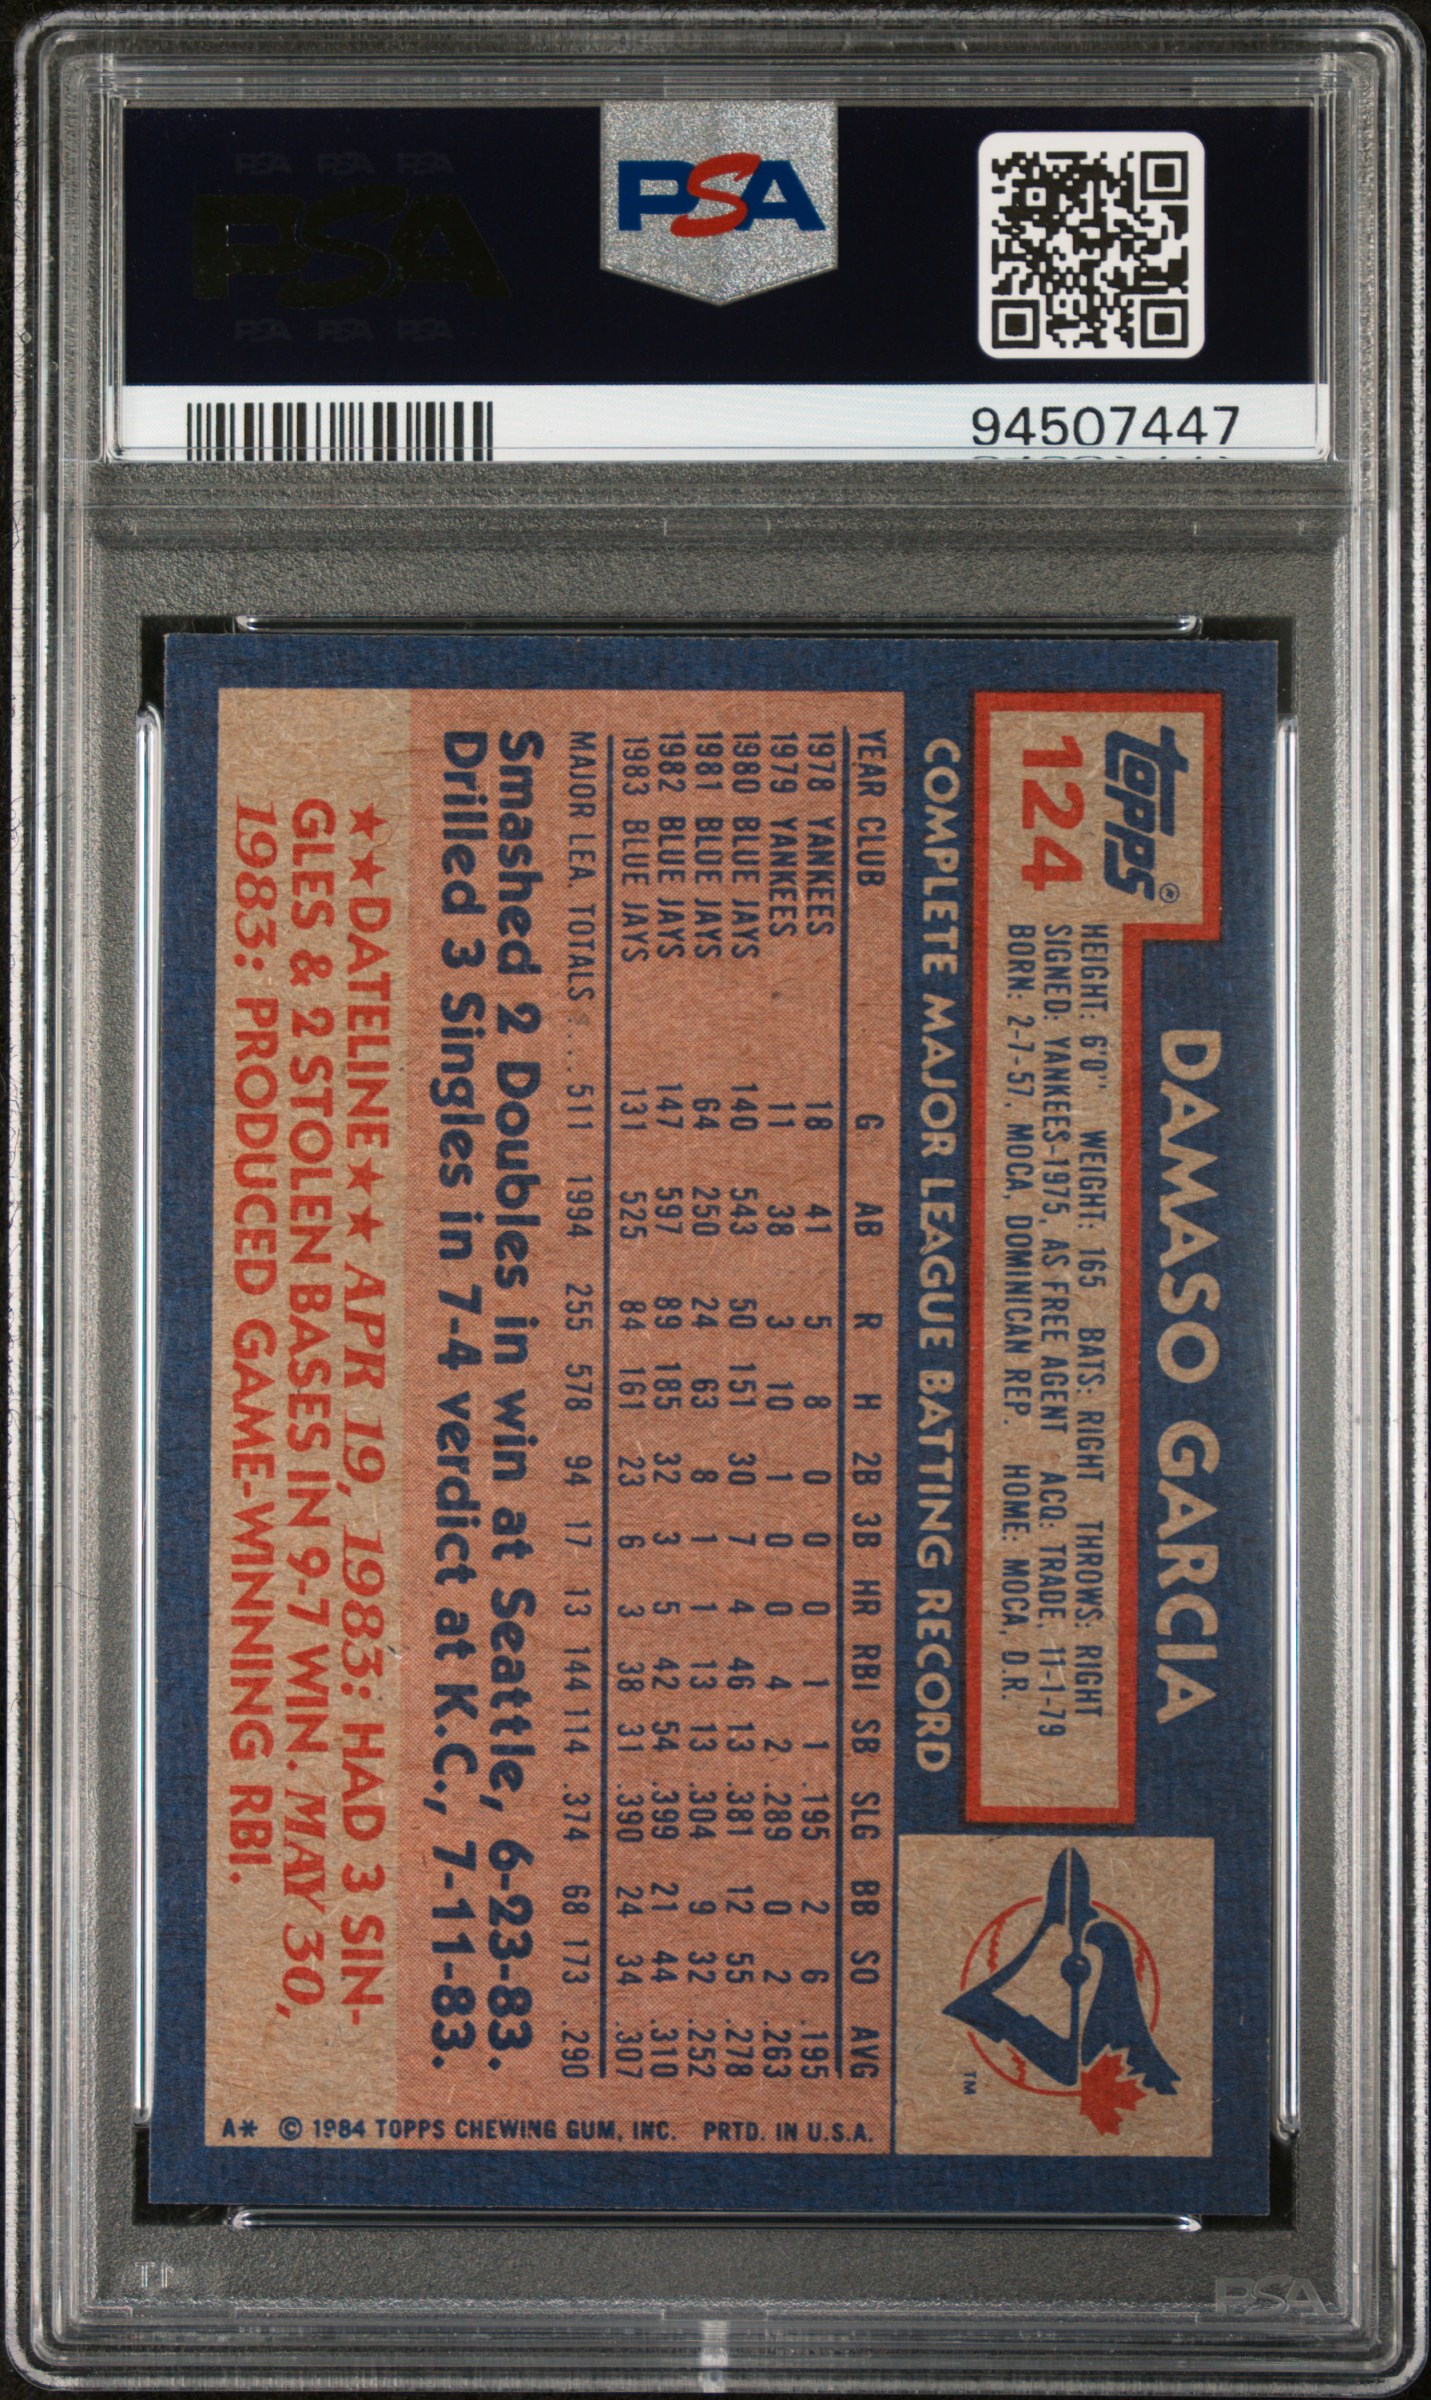 PSA PSA PSA
PSA
PSA PSA PSA
PSA
94507447
Topps®
124
DAMASO GARCIA
HEIGHT: 6'0" WEIGHT: 165 BATS: RIGHT THROWS: RIGHT
SIGNED: YANKEES-1975, AS FREE AGENT ACQ: TRADE, 11-1-79
BORN: 2-7-57, MOCA, DOMINICAN REP. HOME: MOCA, D.R.
COMPLETE MAJOR LEAGUE BATTING RECORD
YEAR CLUB G AB R H 2B 3B HR RBI SB SLG BB SO AVG
1978 YANKEES 18 41 5 8 0 0 0 1 1 .195 2 6 .195
1979 YANKEES 11 38 3 10 1 0 0 4 2 .289 0 2 .263
1980 BLUE JAYS 140 543 50 151 30 7 4 46 13 .381 12 55 .278
1981 BLUE JAYS 64 250 24 63 8 1 1 13 13 .304 9 32 .252
1982 BLUE JAYS 147 597 89 185 32 3 5 42 54 .399 21 44 .310
1983 BLUE JAYS 131 525 84 161 23 6 3 38 31 .390 24 34 .307
MAJOR LEA. TOTALS .... 511 1994 255 578 94 17 13 144 114 .374 68 173 .290
Smashed 2 Doubles in win at Seattle, 6-23-83.
Drilled 3 Singles in 7-4 verdict at K.C., 7-11-83.
★★DATELINE★★ APR 19, 1983: HAD 3 SIN-
GLES & 2 STOLEN BASES IN 9-7 WIN. MAY 30,
1983: PRODUCED GAME-WINNING RBI.
TM
A* © 1984 TOPPS CHEWING GUM, INC. PRTD. IN U.S.A.
PSA